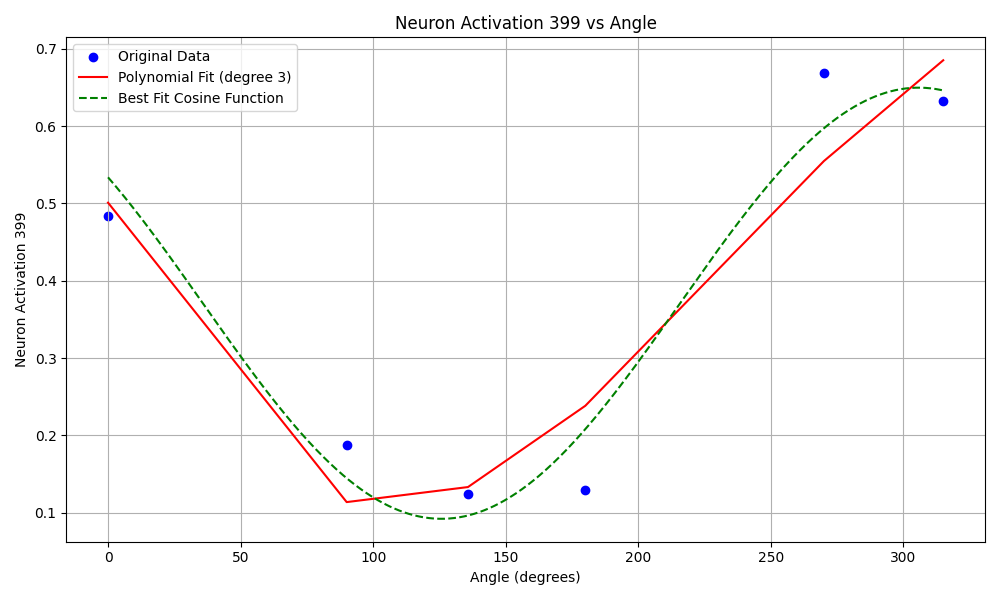 Neuron Activation 399 vs Angle
Original Data
Polynomial Fit (degree 3)
Best Fit Cosine Function
Neuron Activation 399
0.7
0.6
0.5
0.4
0.3
0.2
0.1
0 50 100 150 200 250 300
Angle (degrees)